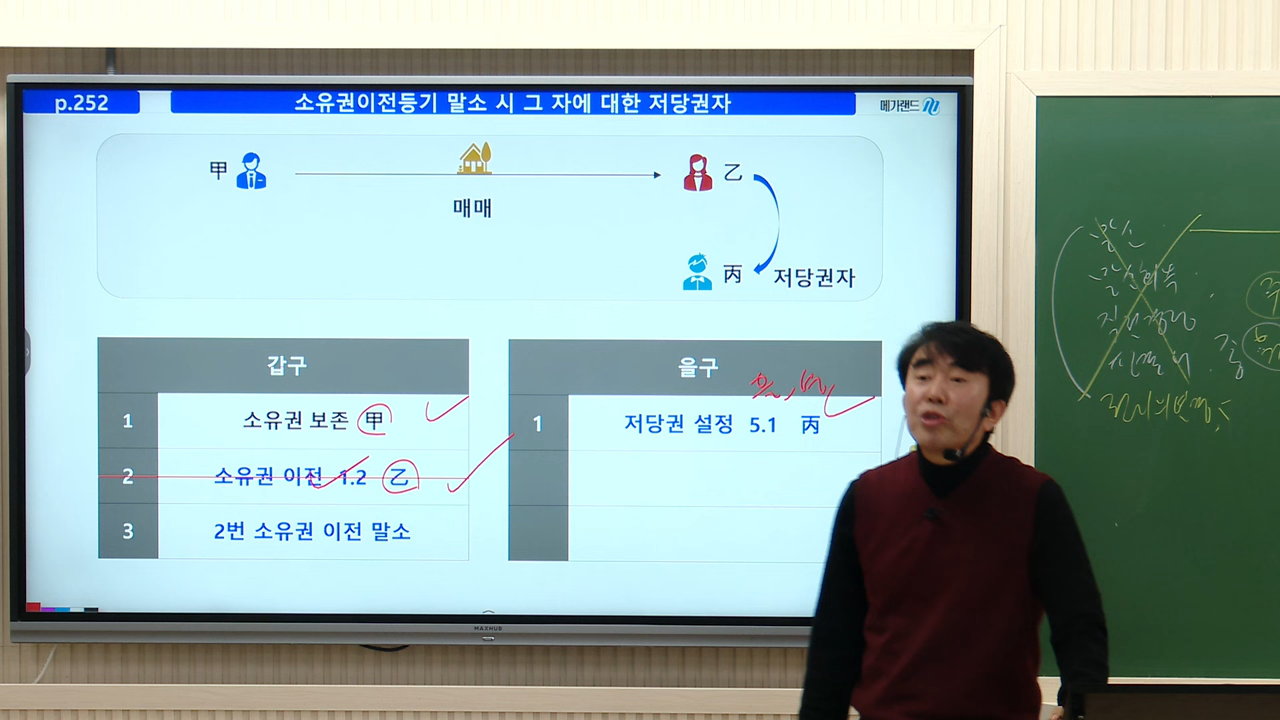 p.252
소유권이전등기 말소 시 그 자에 대한 저당권자
메가랜드
甲
乙
매매
丙 저당권자
갑구
1 소유권 보존 甲
2 소유권 이전 1.2 乙
3 2번 소유권 이전 말소
을구
1 저당권 설정 5.1 丙
MAXHUB